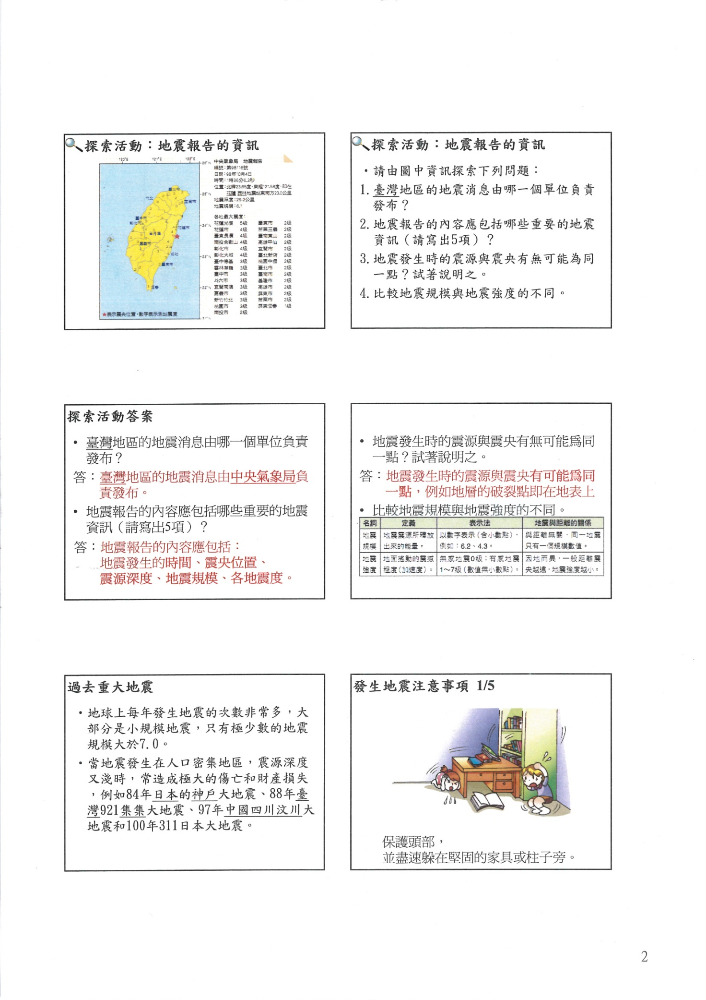 探索活動：地震報告的資訊
120°E 121°E 122°E
26°N
25°N
24°N
23°N
22°N
21°N
臺北市
竹北
宜蘭市
臺中市
彰化市
花蓮市
日月潭
嘉義市
成功
臺東市
恆春
★表示震央位置，數字表示測站震度
中央氣象局 地震報告
編號：第98116號
日期：98年10月4日
時間：1時36分6.3秒
位置：北緯23.65度，東經121.58度，即在
花蓮 西林地震站東南方23.0公里
地震深度：29.2公里
地震規模：6.1
各地最大震度：
花蓮光復 5級 臺東市 2級
花蓮市 4級 苗栗三義 2級
臺東長濱 4級 臺南東山 2級
南投合歡山 4級 高雄甲仙 2級
彰化市 4級 宜蘭市 2級
彰化大城 4級 臺北新店 2級
臺中德基 3級 桃園中壢 2級
雲林草嶺 3級 臺北市 2級
臺中市 3級 臺南市 2級
斗六市 3級 基隆市 2級
宜蘭南澳 3級 高雄市 2級
嘉義市 3級 屏東市 2級
新竹竹北 3級 苗栗市 2級
桃園市 3級 屏東恆春 1級
南投市 2級
探索活動：地震報告的資訊
・請由圖中資訊探索下列問題：
1. 臺灣地區的地震消息由哪一個單位負責
發布？
2. 地震報告的內容應包括哪些重要的地震
資訊（請寫出5項）？
3. 地震發生時的震源與震央有無可能為同
一點？試著說明之。
4. 比較地震規模與地震強度的不同。
探索活動答案
• 臺灣地區的地震消息由哪一個單位負責
發布？
答：臺灣地區的地震消息由中央氣象局負
責發布。
• 地震報告的內容應包括哪些重要的地震
資訊（請寫出5項）？
答：地震報告的內容應包括：
地震發生的時間、震央位置、
震源深度、地震規模、各地震度。
• 地震發生時的震源與震央有無可能為同
一點？試著說明之。
答：地震發生時的震源與震央有可能為同
一點，例如地層的破裂點即在地表上
• 比較地震規模與地震強度的不同。
名詞 定義 表示法 地震與距離的關係
地震 地震震源所釋放 以數字表示（含小數點）， 與距離無關，同一地震
規模 出來的能量。 例如：6.2、4.3。 只有一個規模數值。
地震 地面搖動的震撼 無感地震0級；有感地震 因地而異，一般距離震
強度 程度（加速度）。 1～7級（數值無小數點）。 央越遠，地震強度越小。
過去重大地震
・地球上每年發生地震的次數非常多，大
部分是小規模地震，只有極少數的地震
規模大於7.0。
・當地震發生在人口密集地區，震源深度
又淺時，常造成極大的傷亡和財產損失
，例如84年日本的神戶大地震、88年臺
灣921集集大地震、97年中國四川汶川大
地震和100年311日本大地震。
發生地震注意事項 1/5
保護頭部，
並盡速躲在堅固的家具或柱子旁。
2